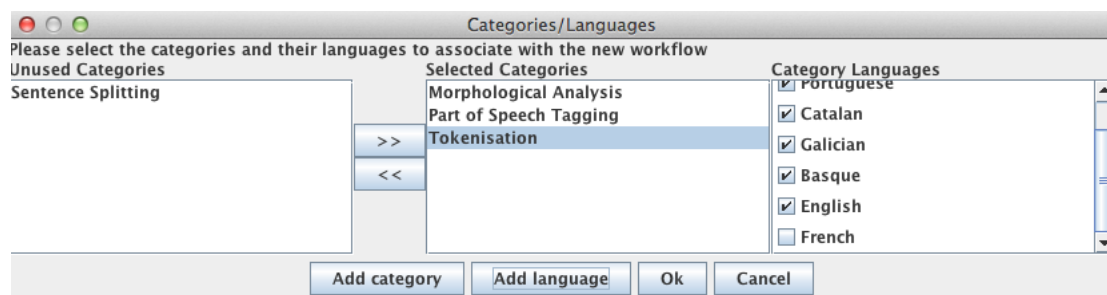 Categories/Languages
Please select the categories and their languages to associate with the new workflow
Unused Categories
Sentence Splitting
>>
<<
Selected Categories
Morphological Analysis
Part of Speech Tagging
Tokenisation
Category Languages
Portuguese
Catalan
Galician
Basque
English
French
Add category
Add language
Ok
Cancel